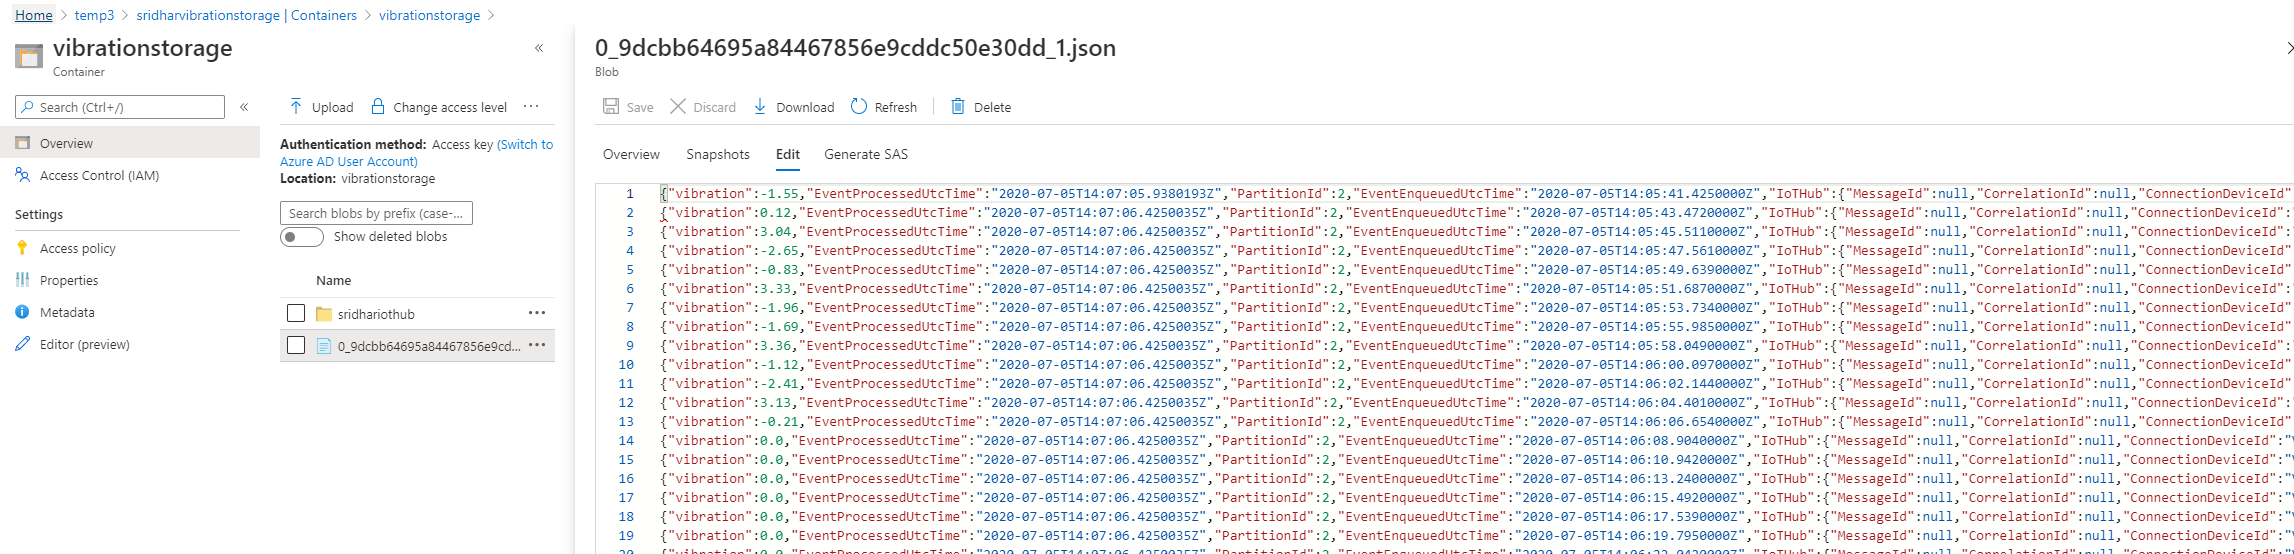 Home > temp3 > sridharvibrationstorage | Containers > vibrationstorage >
vibrationstorage
Container
«
Search (Ctrl+/)
«
Overview
Access Control (IAM)
Settings
Access policy
Properties
Metadata
Editor (preview)
Upload Change access level ...
Authentication method: Access key (Switch to
Azure AD User Account)
Location: vibrationstorage
Search blobs by prefix (case-...
Show deleted blobs
Name
sridhariothub ...
0_9dcbb64695a84467856e9cd... ...
0_9dcbb64695a84467856e9cddc50e30dd_1.json
Blob
Save Discard Download Refresh Delete
Overview Snapshots Edit Generate SAS
1 {"vibration":-1.55,"EventProcessedUtcTime":"2020-07-05T14:07:05.9380193Z","PartitionId":2,"EventEnqueuedUtcTime":"2020-07-05T14:05:41.4250000Z","IoTHub":{"MessageId":null,"CorrelationId":null,"ConnectionDeviceId"
2 {"vibration":0.12,"EventProcessedUtcTime":"2020-07-05T14:07:06.4250035Z","PartitionId":2,"EventEnqueuedUtcTime":"2020-07-05T14:05:43.4720000Z","IoTHub":{"MessageId":null,"CorrelationId":null,"ConnectionDeviceId":
3 {"vibration":3.04,"EventProcessedUtcTime":"2020-07-05T14:07:06.4250035Z","PartitionId":2,"EventEnqueuedUtcTime":"2020-07-05T14:05:45.5110000Z","IoTHub":{"MessageId":null,"CorrelationId":null,"ConnectionDeviceId":
4 {"vibration":-2.65,"EventProcessedUtcTime":"2020-07-05T14:07:06.4250035Z","PartitionId":2,"EventEnqueuedUtcTime":"2020-07-05T14:05:47.5610000Z","IoTHub":{"MessageId":null,"CorrelationId":null,"ConnectionDeviceId"
5 {"vibration":-0.83,"EventProcessedUtcTime":"2020-07-05T14:07:06.4250035Z","PartitionId":2,"EventEnqueuedUtcTime":"2020-07-05T14:05:49.6390000Z","IoTHub":{"MessageId":null,"CorrelationId":null,"ConnectionDeviceId"
6 {"vibration":3.33,"EventProcessedUtcTime":"2020-07-05T14:07:06.4250035Z","PartitionId":2,"EventEnqueuedUtcTime":"2020-07-05T14:05:51.6870000Z","IoTHub":{"MessageId":null,"CorrelationId":null,"ConnectionDeviceId":
7 {"vibration":-1.96,"EventProcessedUtcTime":"2020-07-05T14:07:06.4250035Z","PartitionId":2,"EventEnqueuedUtcTime":"2020-07-05T14:05:53.7340000Z","IoTHub":{"MessageId":null,"CorrelationId":null,"ConnectionDeviceId"
8 {"vibration":-1.69,"EventProcessedUtcTime":"2020-07-05T14:07:06.4250035Z","PartitionId":2,"EventEnqueuedUtcTime":"2020-07-05T14:05:55.9850000Z","IoTHub":{"MessageId":null,"CorrelationId":null,"ConnectionDeviceId"
9 {"vibration":3.36,"EventProcessedUtcTime":"2020-07-05T14:07:06.4250035Z","PartitionId":2,"EventEnqueuedUtcTime":"2020-07-05T14:05:58.0490000Z","IoTHub":{"MessageId":null,"CorrelationId":null,"ConnectionDeviceId":
10 {"vibration":-1.12,"EventProcessedUtcTime":"2020-07-05T14:07:06.4250035Z","PartitionId":2,"EventEnqueuedUtcTime":"2020-07-05T14:06:00.0970000Z","IoTHub":{"MessageId":null,"CorrelationId":null,"ConnectionDeviceId"
11 {"vibration":-2.41,"EventProcessedUtcTime":"2020-07-05T14:07:06.4250035Z","PartitionId":2,"EventEnqueuedUtcTime":"2020-07-05T14:06:02.1440000Z","IoTHub":{"MessageId":null,"CorrelationId":null,"ConnectionDeviceId"
12 {"vibration":3.13,"EventProcessedUtcTime":"2020-07-05T14:07:06.4250035Z","PartitionId":2,"EventEnqueuedUtcTime":"2020-07-05T14:06:04.4010000Z","IoTHub":{"MessageId":null,"CorrelationId":null,"ConnectionDeviceId":
13 {"vibration":-0.21,"EventProcessedUtcTime":"2020-07-05T14:07:06.4250035Z","PartitionId":2,"EventEnqueuedUtcTime":"2020-07-05T14:06:06.6540000Z","IoTHub":{"MessageId":null,"CorrelationId":null,"ConnectionDeviceId"
14 {"vibration":0.0,"EventProcessedUtcTime":"2020-07-05T14:07:06.4250035Z","PartitionId":2,"EventEnqueuedUtcTime":"2020-07-05T14:06:08.9040000Z","IoTHub":{"MessageId":null,"CorrelationId":null,"ConnectionDeviceId":"
15 {"vibration":0.0,"EventProcessedUtcTime":"2020-07-05T14:07:06.4250035Z","PartitionId":2,"EventEnqueuedUtcTime":"2020-07-05T14:06:10.9420000Z","IoTHub":{"MessageId":null,"CorrelationId":null,"ConnectionDeviceId":"
16 {"vibration":0.0,"EventProcessedUtcTime":"2020-07-05T14:07:06.4250035Z","PartitionId":2,"EventEnqueuedUtcTime":"2020-07-05T14:06:13.2400000Z","IoTHub":{"MessageId":null,"CorrelationId":null,"ConnectionDeviceId":"
17 {"vibration":0.0,"EventProcessedUtcTime":"2020-07-05T14:07:06.4250035Z","PartitionId":2,"EventEnqueuedUtcTime":"2020-07-05T14:06:15.4920000Z","IoTHub":{"MessageId":null,"CorrelationId":null,"ConnectionDeviceId":"
18 {"vibration":0.0,"EventProcessedUtcTime":"2020-07-05T14:07:06.4250035Z","PartitionId":2,"EventEnqueuedUtcTime":"2020-07-05T14:06:17.5390000Z","IoTHub":{"MessageId":null,"CorrelationId":null,"ConnectionDeviceId":"
19 {"vibration":0.0,"EventProcessedUtcTime":"2020-07-05T14:07:06.4250035Z","PartitionId":2,"EventEnqueuedUtcTime":"2020-07-05T14:06:19.7950000Z","IoTHub":{"MessageId":null,"CorrelationId":null,"ConnectionDeviceId":"